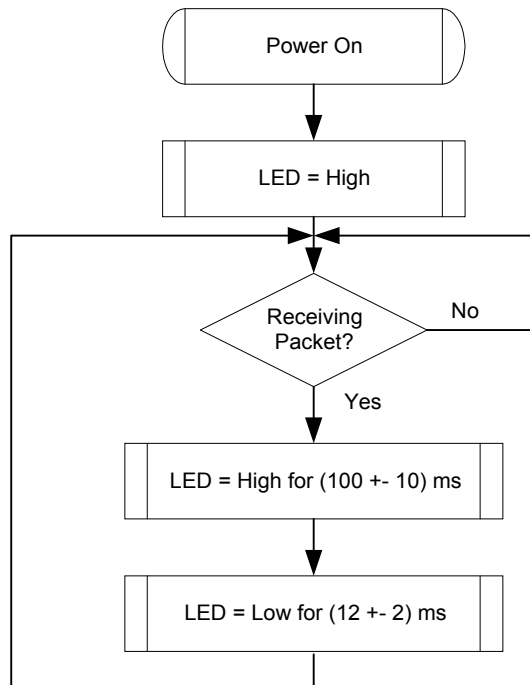 Power On
LED = High
Receiving
Packet?
No
Yes
LED = High for (100 +- 10) ms
LED = Low for (12 +- 2) ms